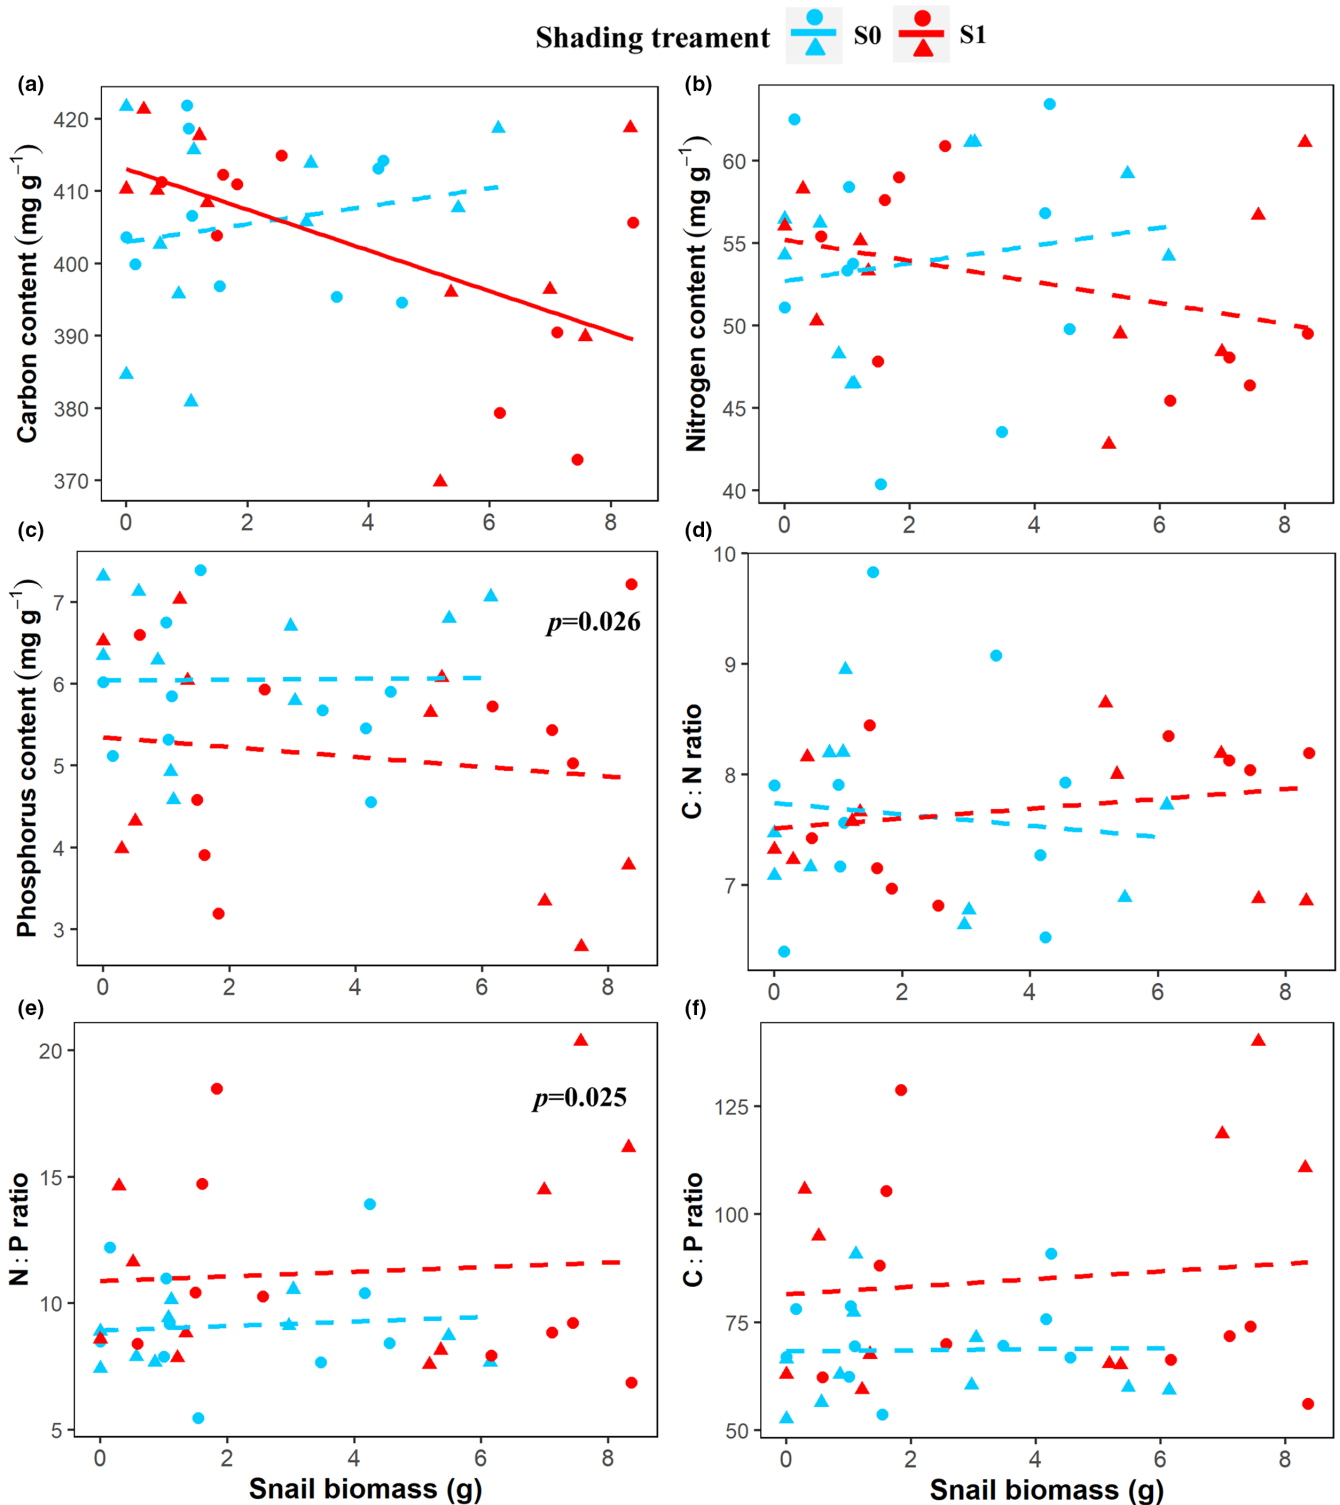 Shading treament S0 S1
(a) (b)
Carbon content (mg g−1)
420
410
400
390
380
370
0 2 4 6 8
Nitrogen content (mg g−1)
60
55
50
45
40
0 2 4 6 8
(c) (d)
Phosphorus content (mg g−1)
7
6
5
4
3
p=0.026
0 2 4 6 8
C : N ratio
10
9
8
7
0 2 4 6 8
(e) (f)
N : P ratio
20
15
10
5
p=0.025
0 2 4 6 8
Snail biomass (g)
C : P ratio
125
100
75
50
0 2 4 6 8
Snail biomass (g)